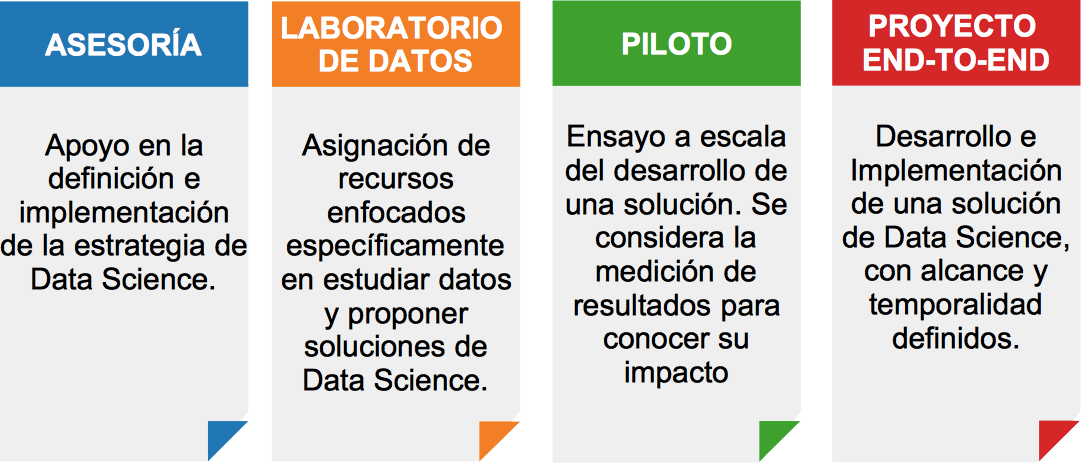 ASESORÍA
Apoyo en la
definición e
implementación
de la estrategia de
Data Science.
LABORATORIO
DE DATOS
Asignación de
recursos
enfocados
específicamente
en estudiar datos
y proponer
soluciones de
Data Science.
PILOTO
Ensayo a escala
del desarrollo de
una solución. Se
considera la
medición de
resultados para
conocer su
impacto
PROYECTO
END-TO-END
Desarrollo e
Implementación
de una solución
de Data Science,
con alcance y
temporalidad
definidos.